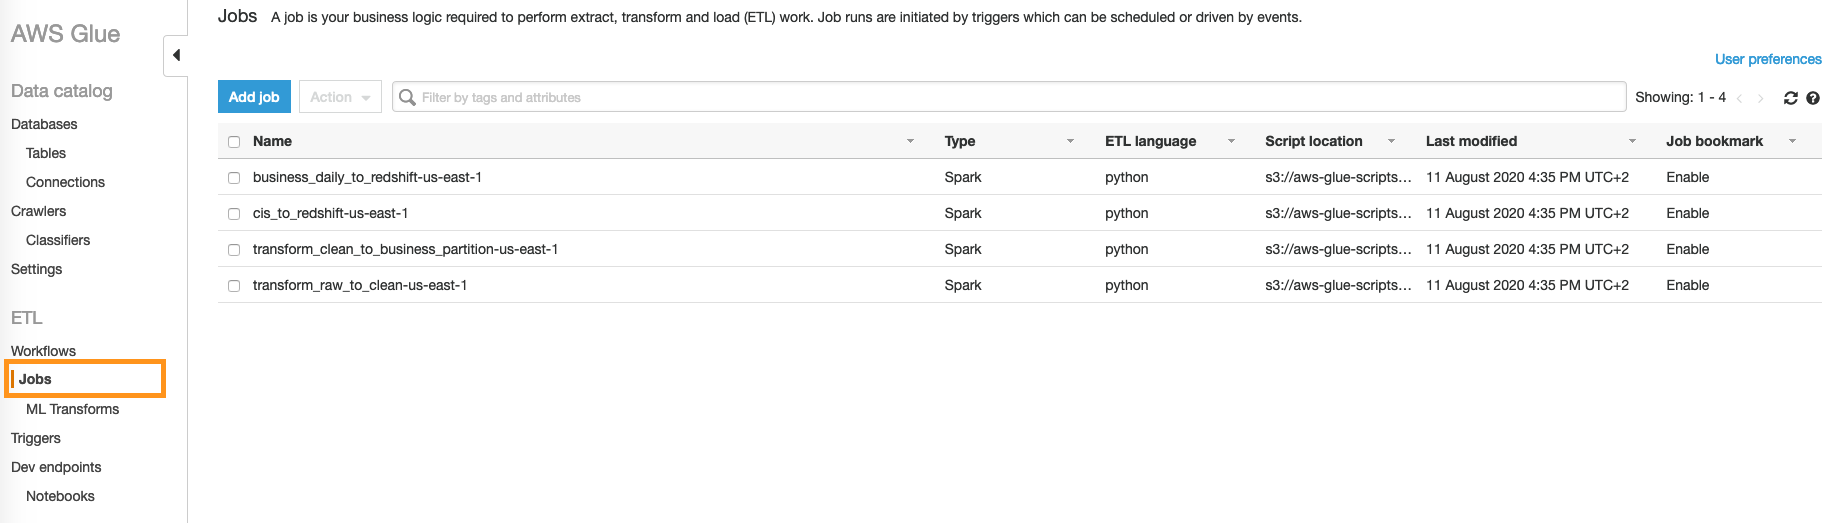 AWS Glue
Data catalog
Databases
Tables
Connections
Crawlers
Classifiers
Settings
ETL
Workflows
Jobs
ML Transforms
Triggers
Dev endpoints
Notebooks
Jobs A job is your business logic required to perform extract, transform and load (ETL) work. Job runs are initiated by triggers which can be scheduled or driven by events.
User preferences
Add job Action Filter by tags and attributes Showing: 1 - 4
Name Type ETL language Script location Last modified Job bookmark
business_daily_to_redshift-us-east-1 Spark python s3://aws-glue-scripts... 11 August 2020 4:35 PM UTC+2 Enable
cis_to_redshift-us-east-1 Spark python s3://aws-glue-scripts... 11 August 2020 4:35 PM UTC+2 Enable
transform_clean_to_business_partition-us-east-1 Spark python s3://aws-glue-scripts... 11 August 2020 4:35 PM UTC+2 Enable
transform_raw_to_clean-us-east-1 Spark python s3://aws-glue-scripts... 11 August 2020 4:35 PM UTC+2 Enable